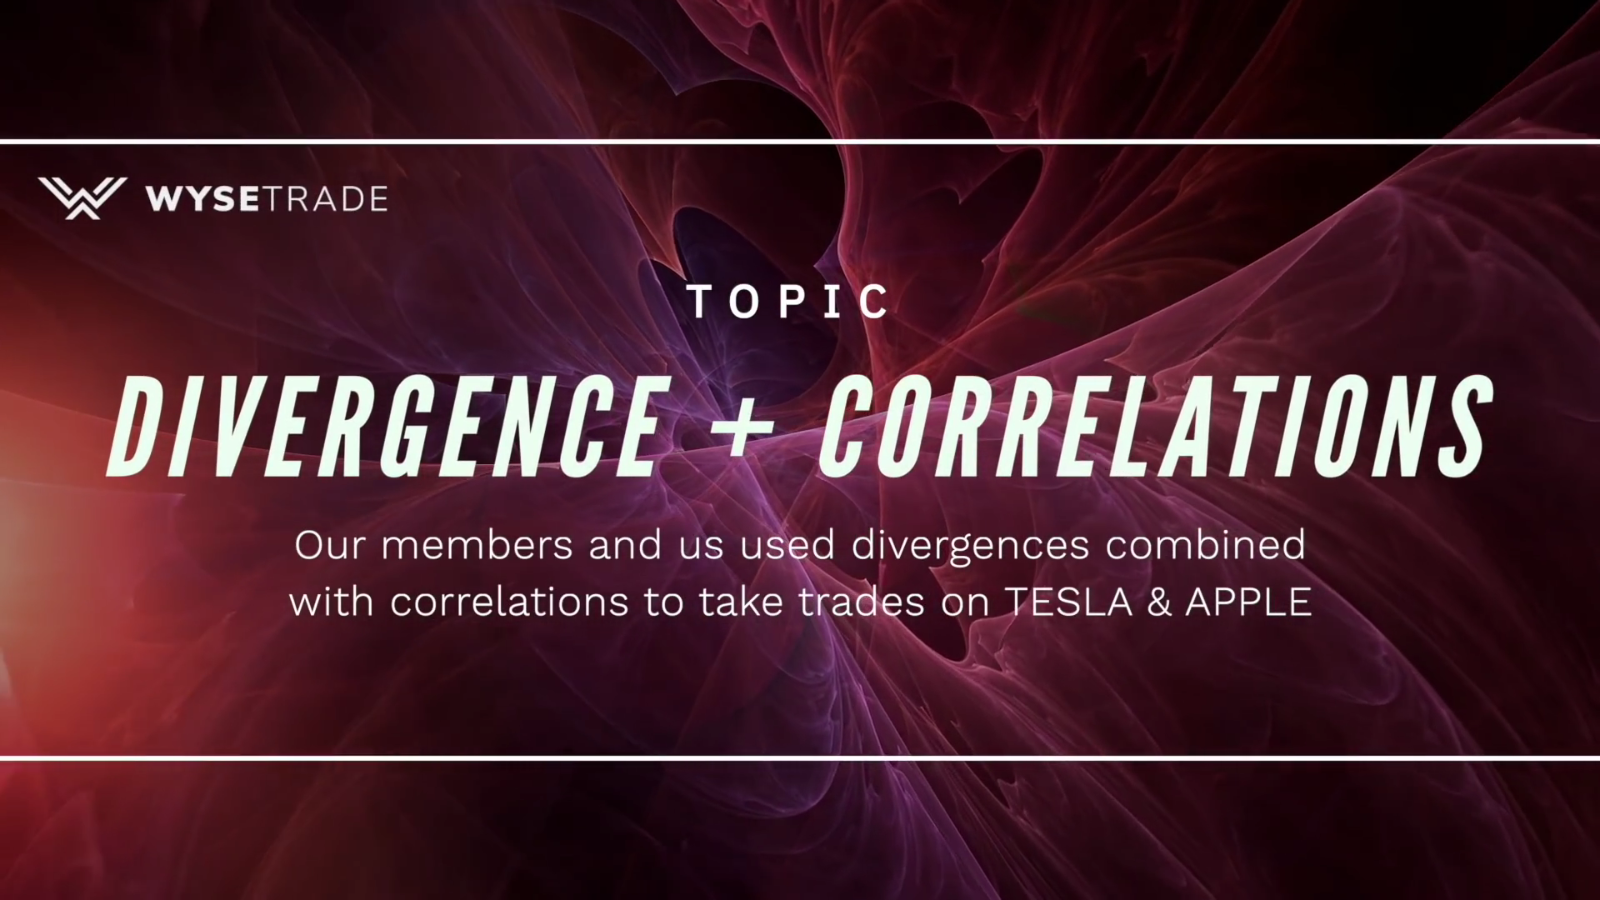 WYSETRADE
TOPIC
DIVERGENCE + CORRELATIONS
Our members and us used divergences combined
with correlations to take trades on TESLA & APPLE